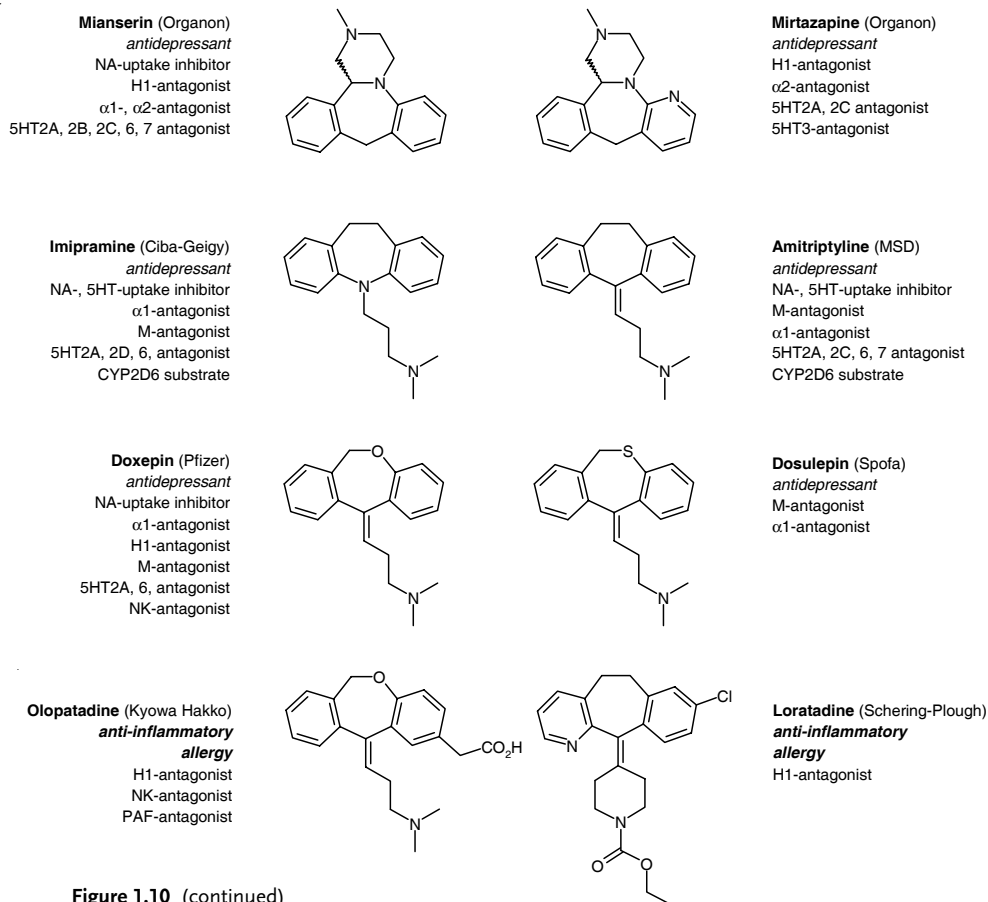 Mianserin (Organon)
antidepressant
NA-uptake inhibitor
H1-antagonist
α1-, α2-antagonist
5HT2A, 2B, 2C, 6, 7 antagonist
N
N
Mirtazapine (Organon)
antidepressant
H1-antagonist
α2-antagonist
5HT2A, 2C antagonist
5HT3-antagonist
N
N
N
Imipramine (Ciba-Geigy)
antidepressant
NA-, 5HT-uptake inhibitor
α1-antagonist
M-antagonist
5HT2A, 2D, 6, antagonist
CYP2D6 substrate
N
N
Amitriptyline (MSD)
antidepressant
NA-, 5HT-uptake inhibitor
M-antagonist
α1-antagonist
5HT2A, 2C, 6, 7 antagonist
CYP2D6 substrate
N
Doxepin (Pfizer)
antidepressant
NA-uptake inhibitor
α1-antagonist
H1-antagonist
M-antagonist
5HT2A, 6, antagonist
NK-antagonist
O
N
Dosulepin (Spofa)
antidepressant
M-antagonist
α1-antagonist
S
N
Olopatadine (Kyowa Hakko)
anti-inflammatory
allergy
H1-antagonist
NK-antagonist
PAF-antagonist
O
CO₂H
N
Loratadine (Schering-Plough)
anti-inflammatory
allergy
H1-antagonist
Cl
N
N
O
O
Figure 1.10 (continued)